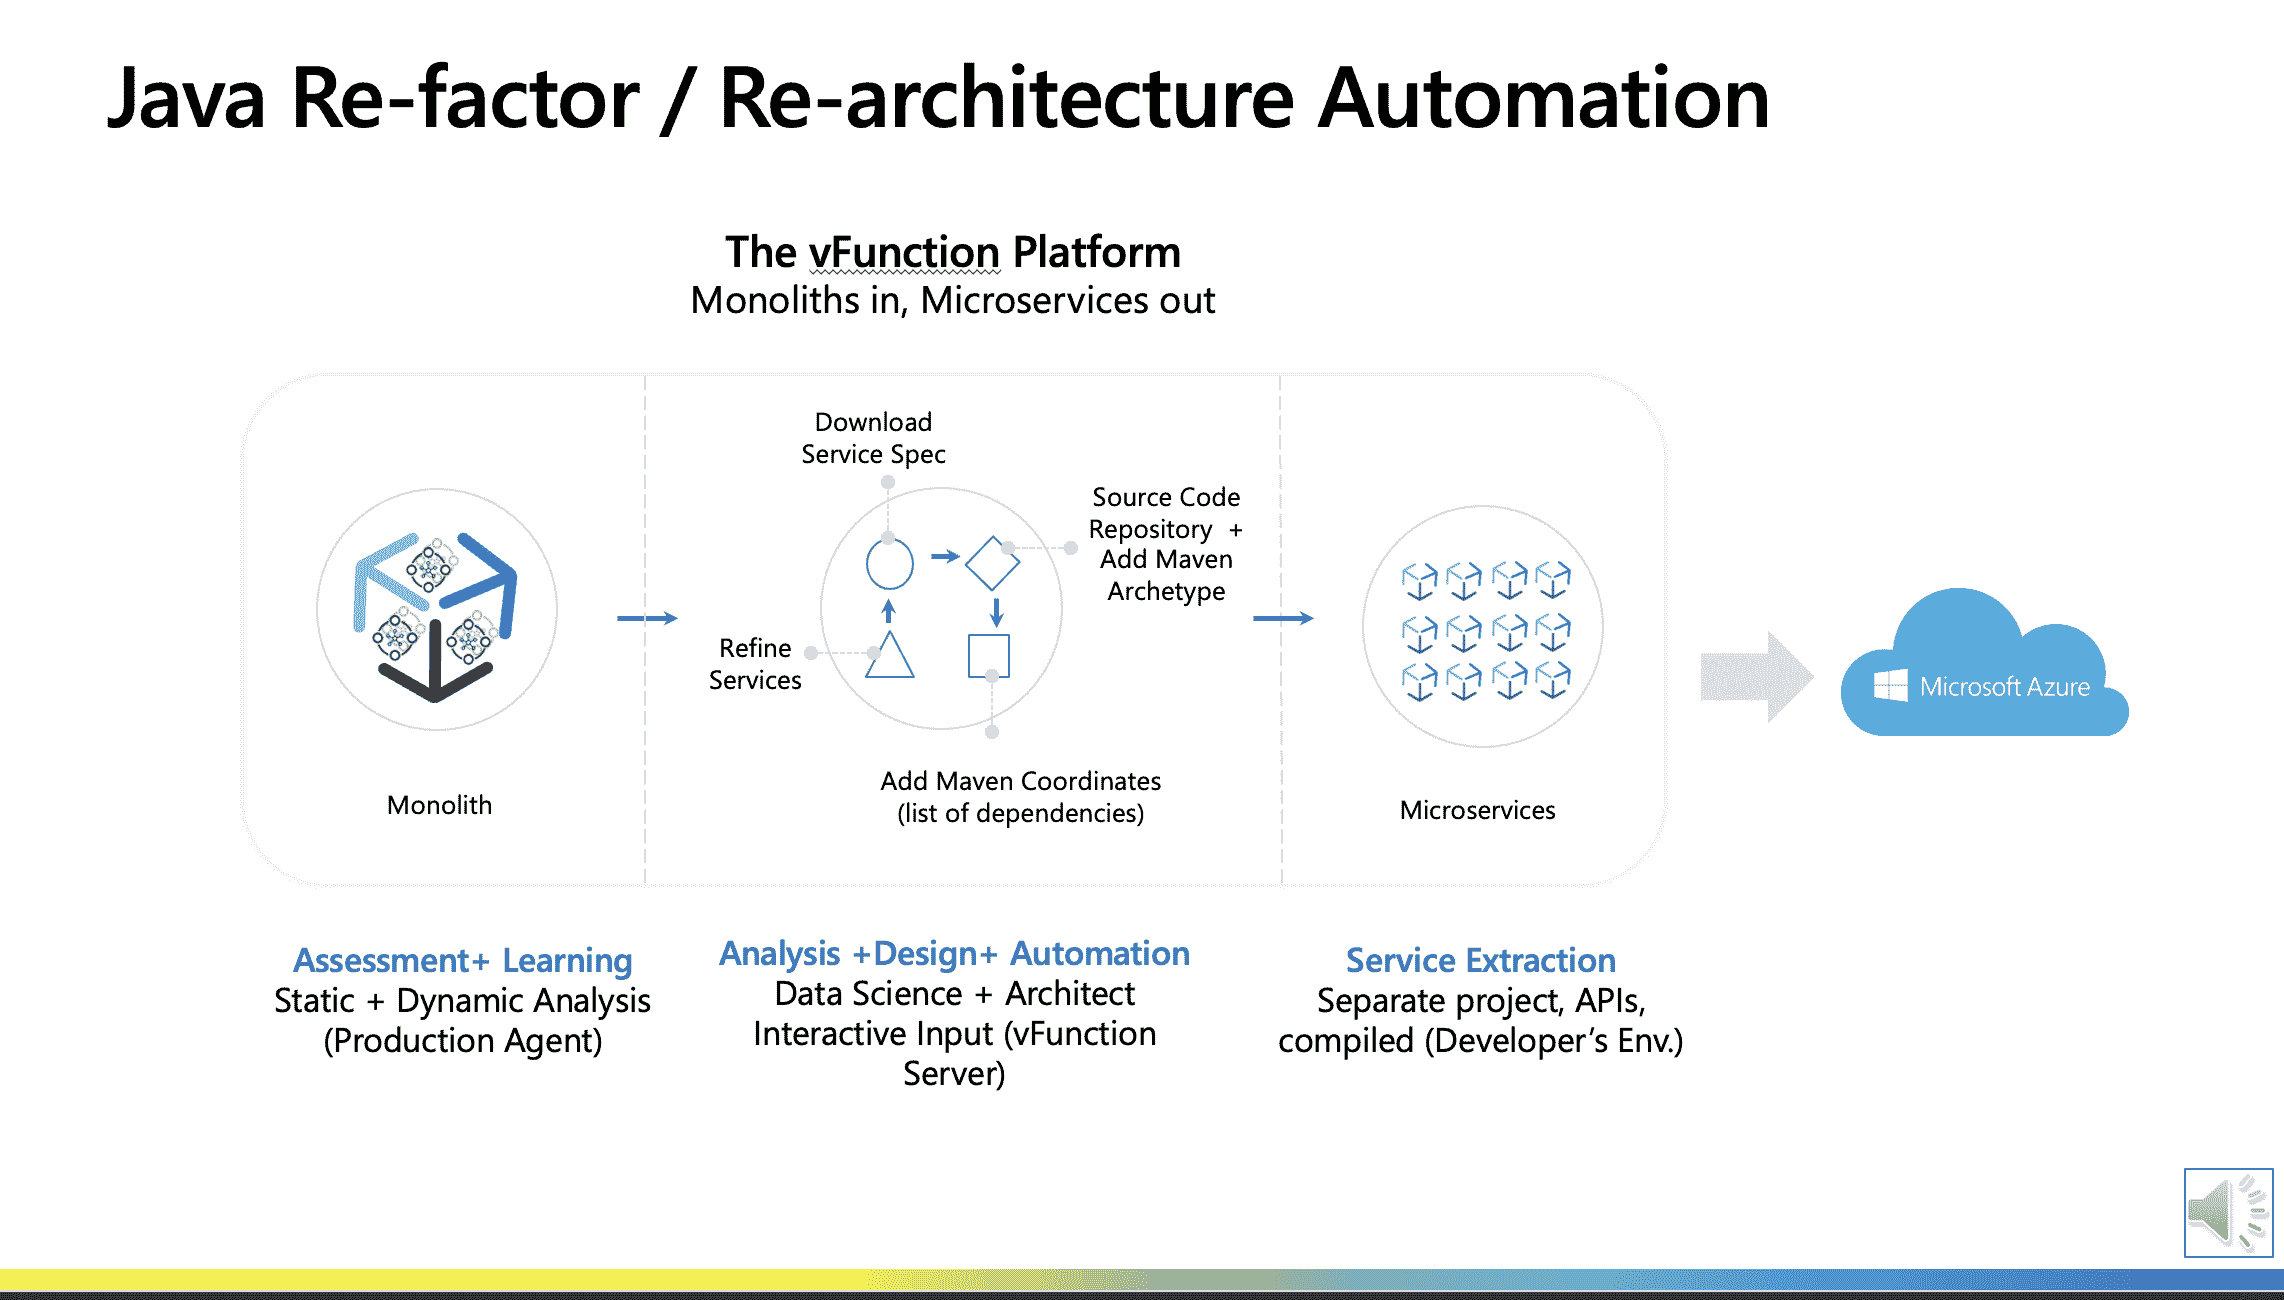 Java Re-factor / Re-architecture Automation
The vFunction Platform
Monoliths in, Microservices out
Download
Service Spec
Source Code
Repository +
Add Maven
Archetype
Refine
Services
Add Maven Coordinates
(list of dependencies)
Monolith
Microservices
Microsoft Azure
Assessment+ Learning
Static + Dynamic Analysis
(Production Agent)
Analysis +Design+ Automation
Data Science + Architect
Interactive Input (vFunction
Server)
Service Extraction
Separate project, APIs,
compiled (Developer’s Env.)